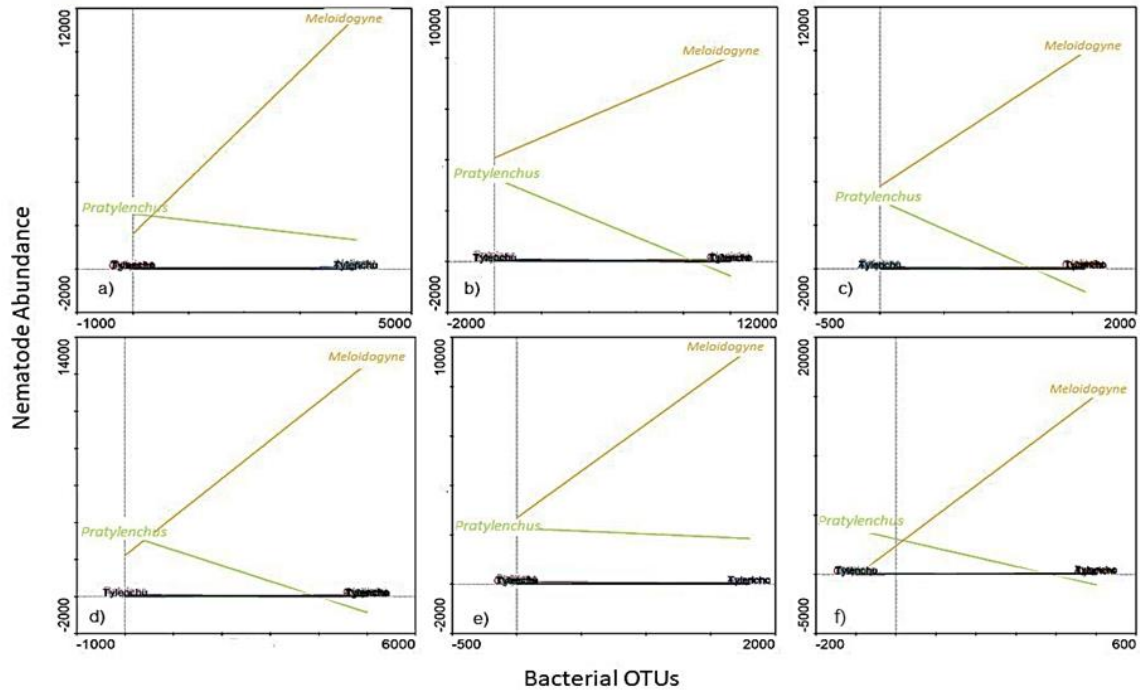 Nematode Abundance
12000
-2000
Meloidogyne
Pratylenchus
a)
-1000
5000
10000
-2000
Meloidogyne
Pratylenchus
b)
-2000
12000
12000
-2000
Meloidogyne
Pratylenchus
c)
-500
2000
14000
-2000
Meloidogyne
Pratylenchus
Tylenchu
d)
-1000
6000
10000
-2000
Meloidogyne
Pratylenchus
e)
-500
2000
20000
-5000
Meloidogyne
Pratylenchus
f)
-200
600
Bacterial OTUs